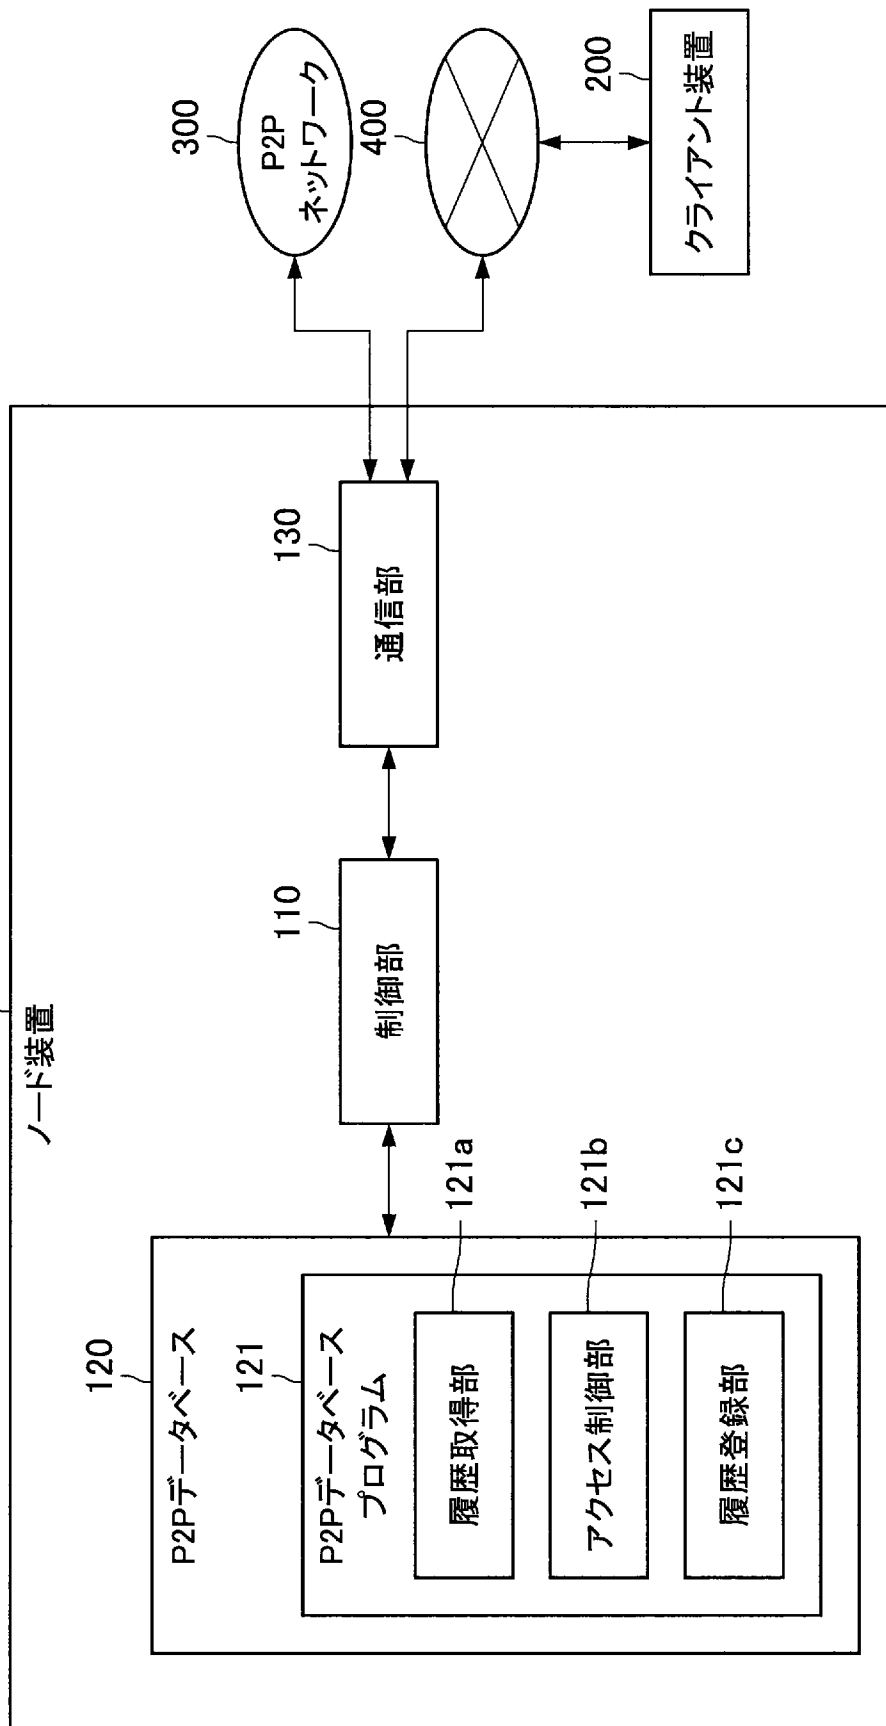 ノード装置
120
P2Pデータベース
121
P2Pデータベース
プログラム
121a
履歴取得部
121b
アクセス制御部
121c
履歴登録部
110
制御部
130
通信部
300
P2P
ネットワーク
400
200
クライアント装置